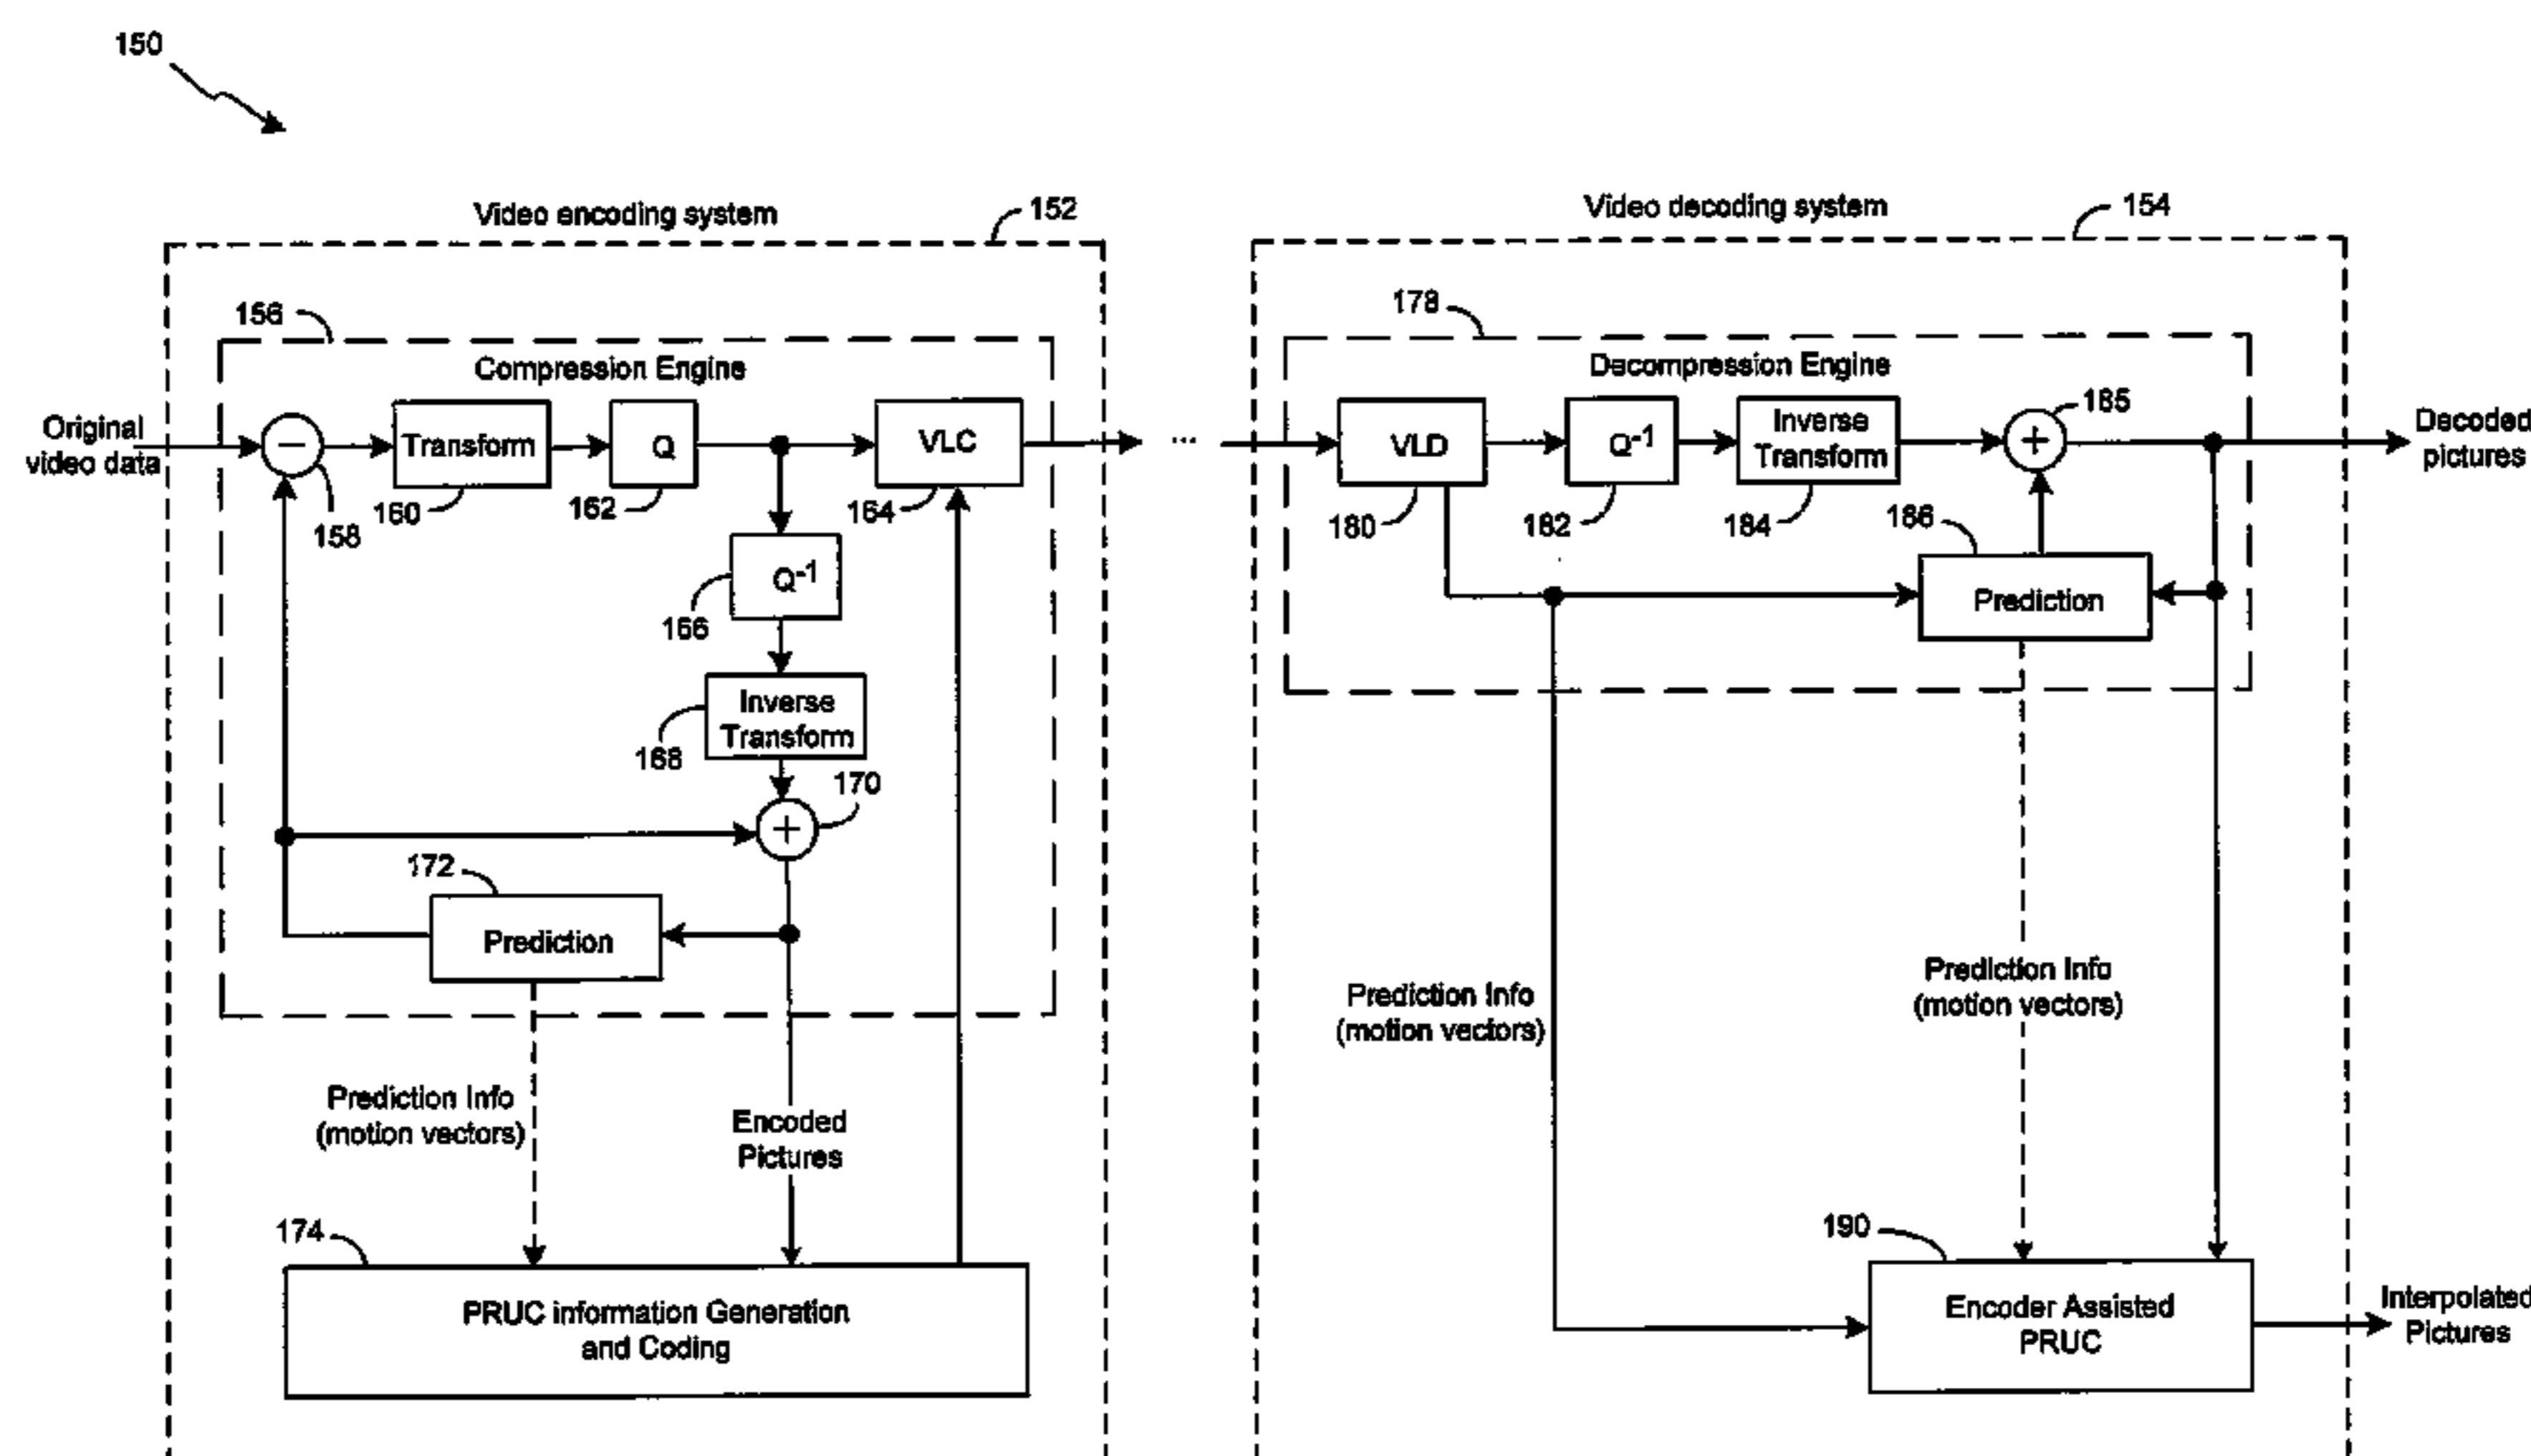 150
Video encoding system
152
Video decoding system
154
156
Compression Engine
178
Decompression Engine
Original
video data
−
158
Transform
160
Q
162
VLC
164
...
VLD
180
Q-1
182
Inverse
Transform
184
+
185
Decoded
pictures
Q-1
166
186
Prediction
Inverse
Transform
168
+
170
172
Prediction
Prediction Info
(motion vectors)
Encoded
Pictures
Prediction Info
(motion vectors)
Prediction Info
(motion vectors)
174
PRUC information Generation
and Coding
190
Encoder Assisted
PRUC
Interpolated
Pictures